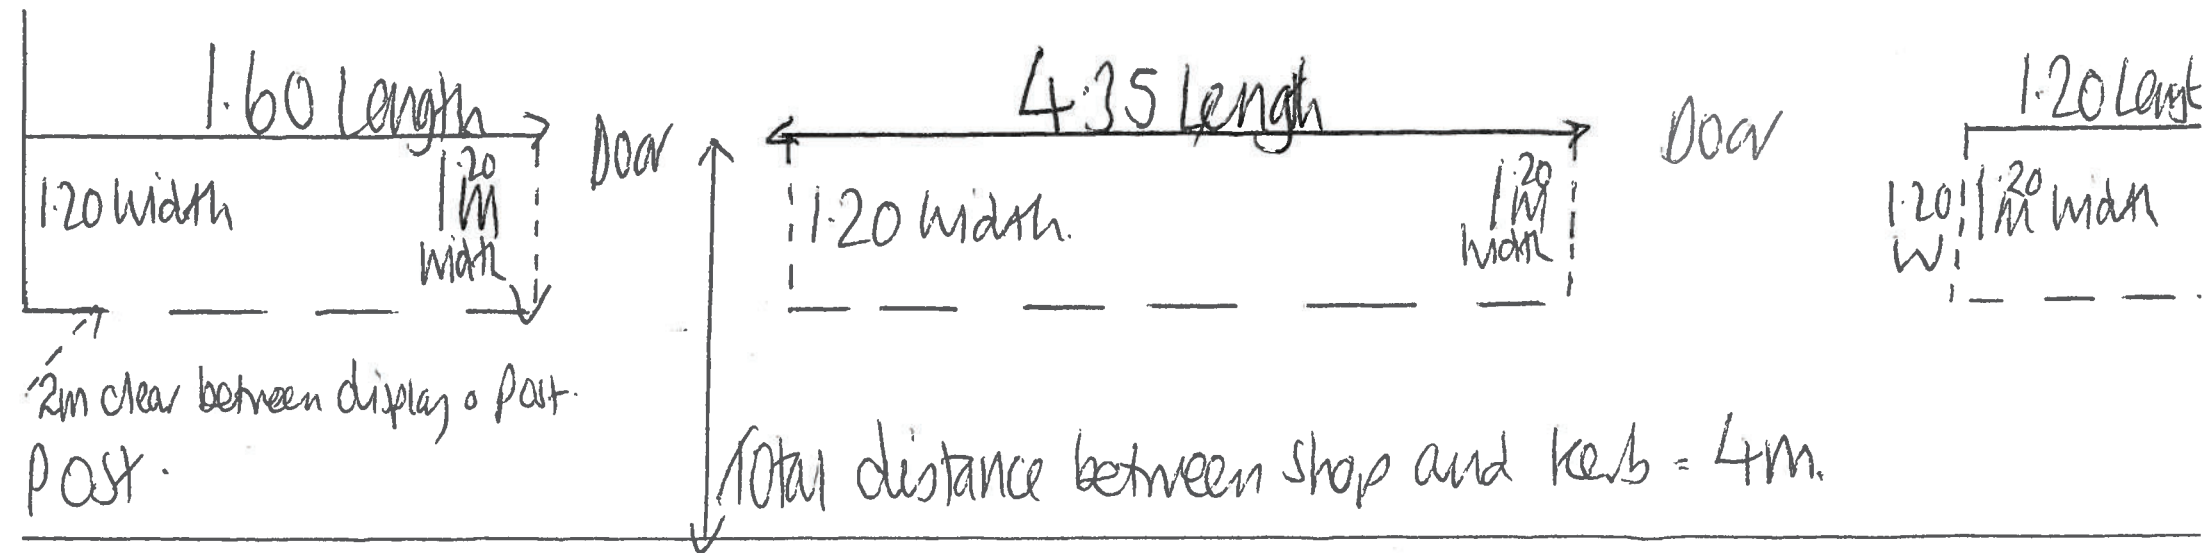 1.60 Length
4.35 Lengh
1.20 Lengt
Door
Door
1.20 width
1.20
m
width
1.20 width.
1.20
m
width
1.20
W
1.20
m width
2m clear between display o Post.
Post.
Total distance between shop and Kerb = 4m.